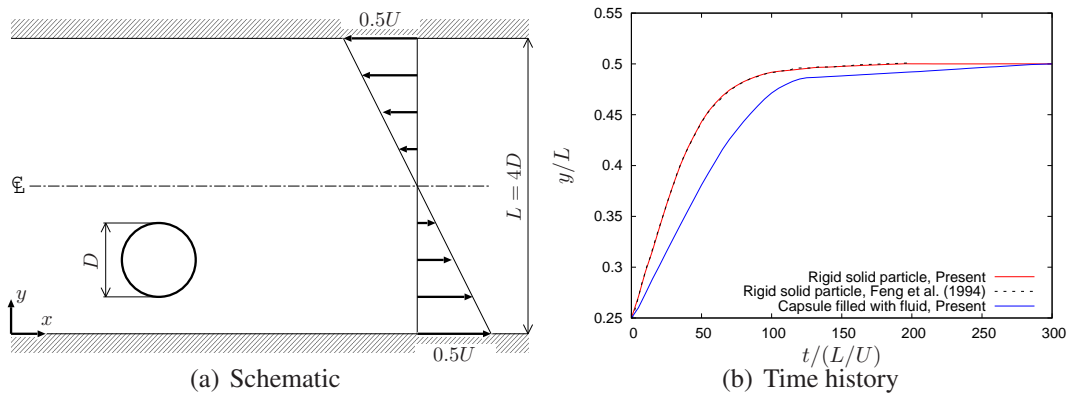 0.5U
L = 4D
℄
D
y
x
0.5U
(a) Schematic
0.55
0.5
0.45
0.4
0.35
0.3
0.25
y/L
Rigid solid particle, Present
Rigid solid particle, Feng et al. (1994)
Capsule filled with fluid, Present
0 50 100 150 200 250 300
t/(L/U)
(b) Time history